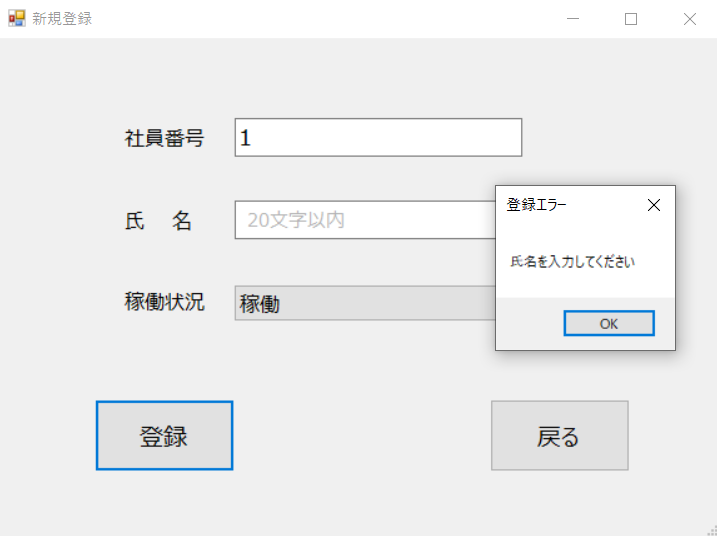 新規登録
社員番号
1
氏 名
20文字以内
稼働状況
稼働
登録エラー
氏名を入力してください
OK
登録
戻る